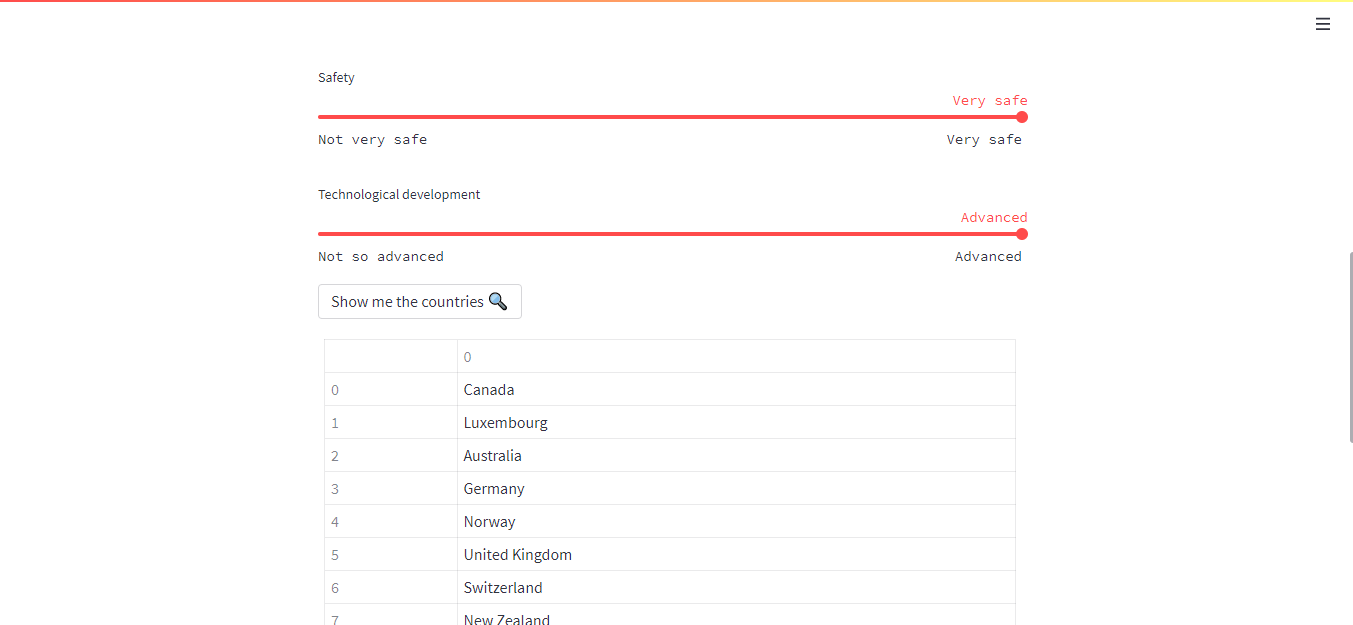 Safety
Very safe
Not very safe Very safe
Technological development
Advanced
Not so advanced Advanced
Show me the countries
0
0 Canada
1 Luxembourg
2 Australia
3 Germany
4 Norway
5 United Kingdom
6 Switzerland
7 New Zealand